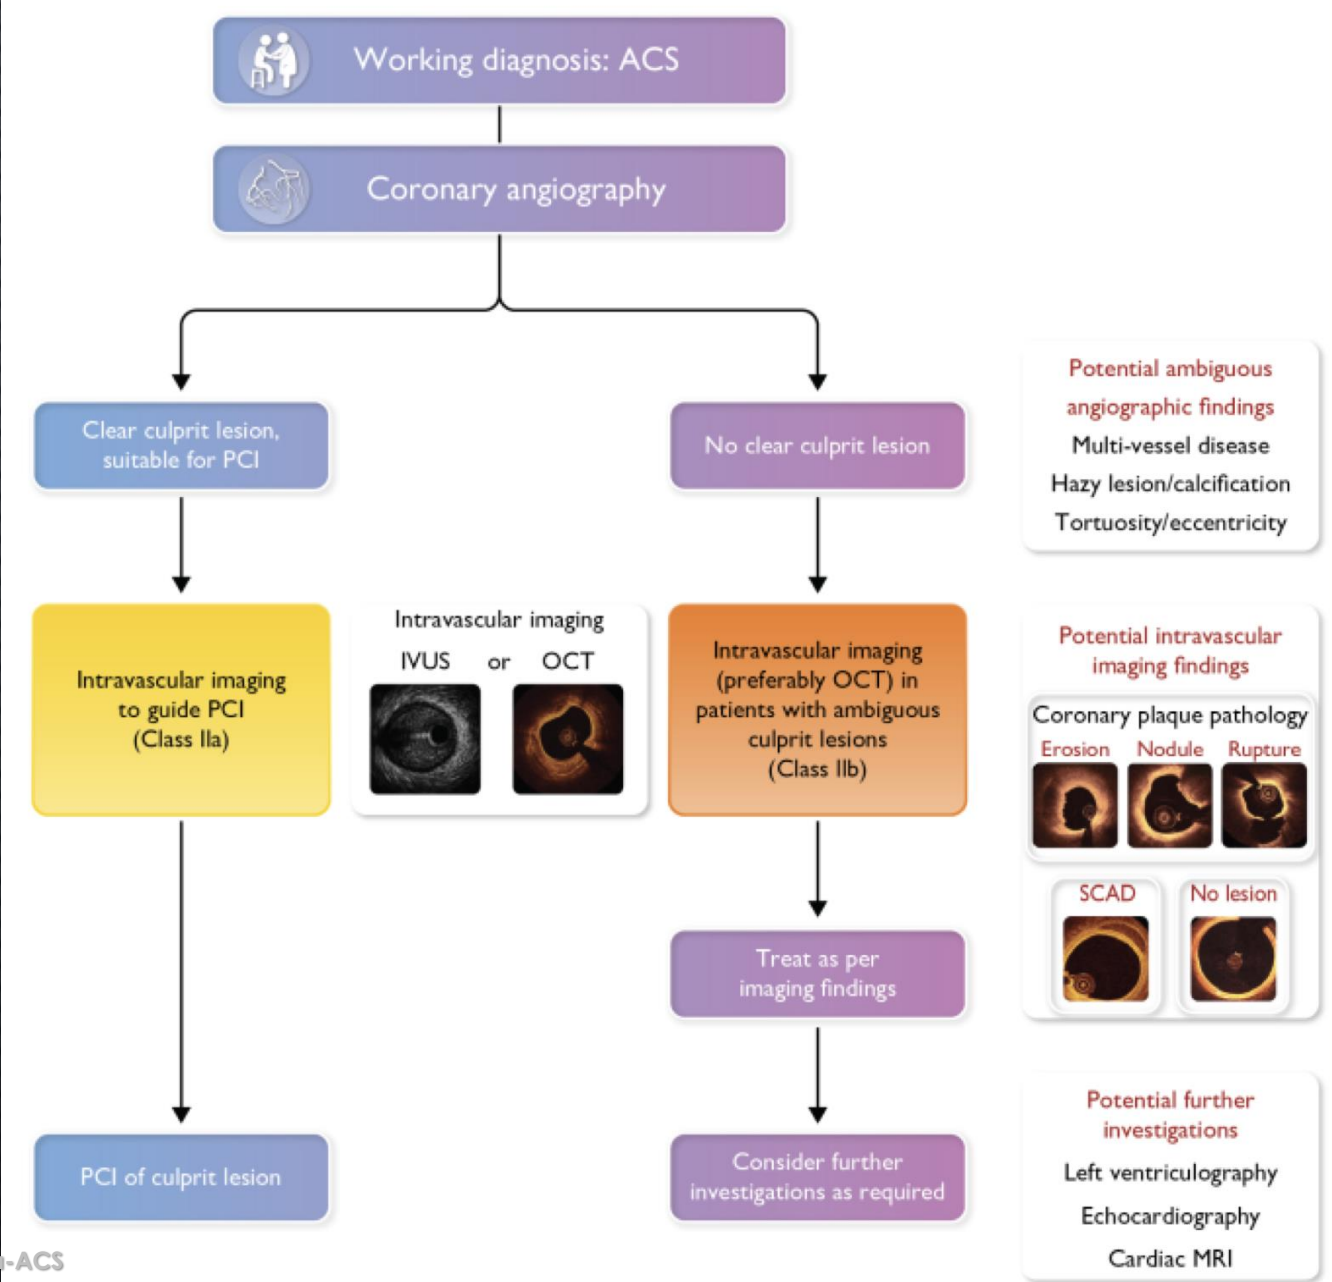 Working diagnosis: ACS
Coronary angiography
Clear culprit lesion,
suitable for PCI
No clear culprit lesion
Potential ambiguous
angiographic findings
Multi-vessel disease
Hazy lesion/calcification
Tortuosity/eccentricity
Intravascular imaging
to guide PCI
(Class IIa)
Intravascular imaging
IVUS or OCT
Intravascular imaging
(preferably OCT) in
patients with ambiguous
culprit lesions
(Class IIb)
Potential intravascular
imaging findings
Coronary plaque pathology
Erosion Nodule Rupture
SCAD No lesion
Treat as per
imaging findings
PCI of culprit lesion
Consider further
investigations as required
Potential further
investigations
Left ventriculography
Echocardiography
Cardiac MRI
-ACS